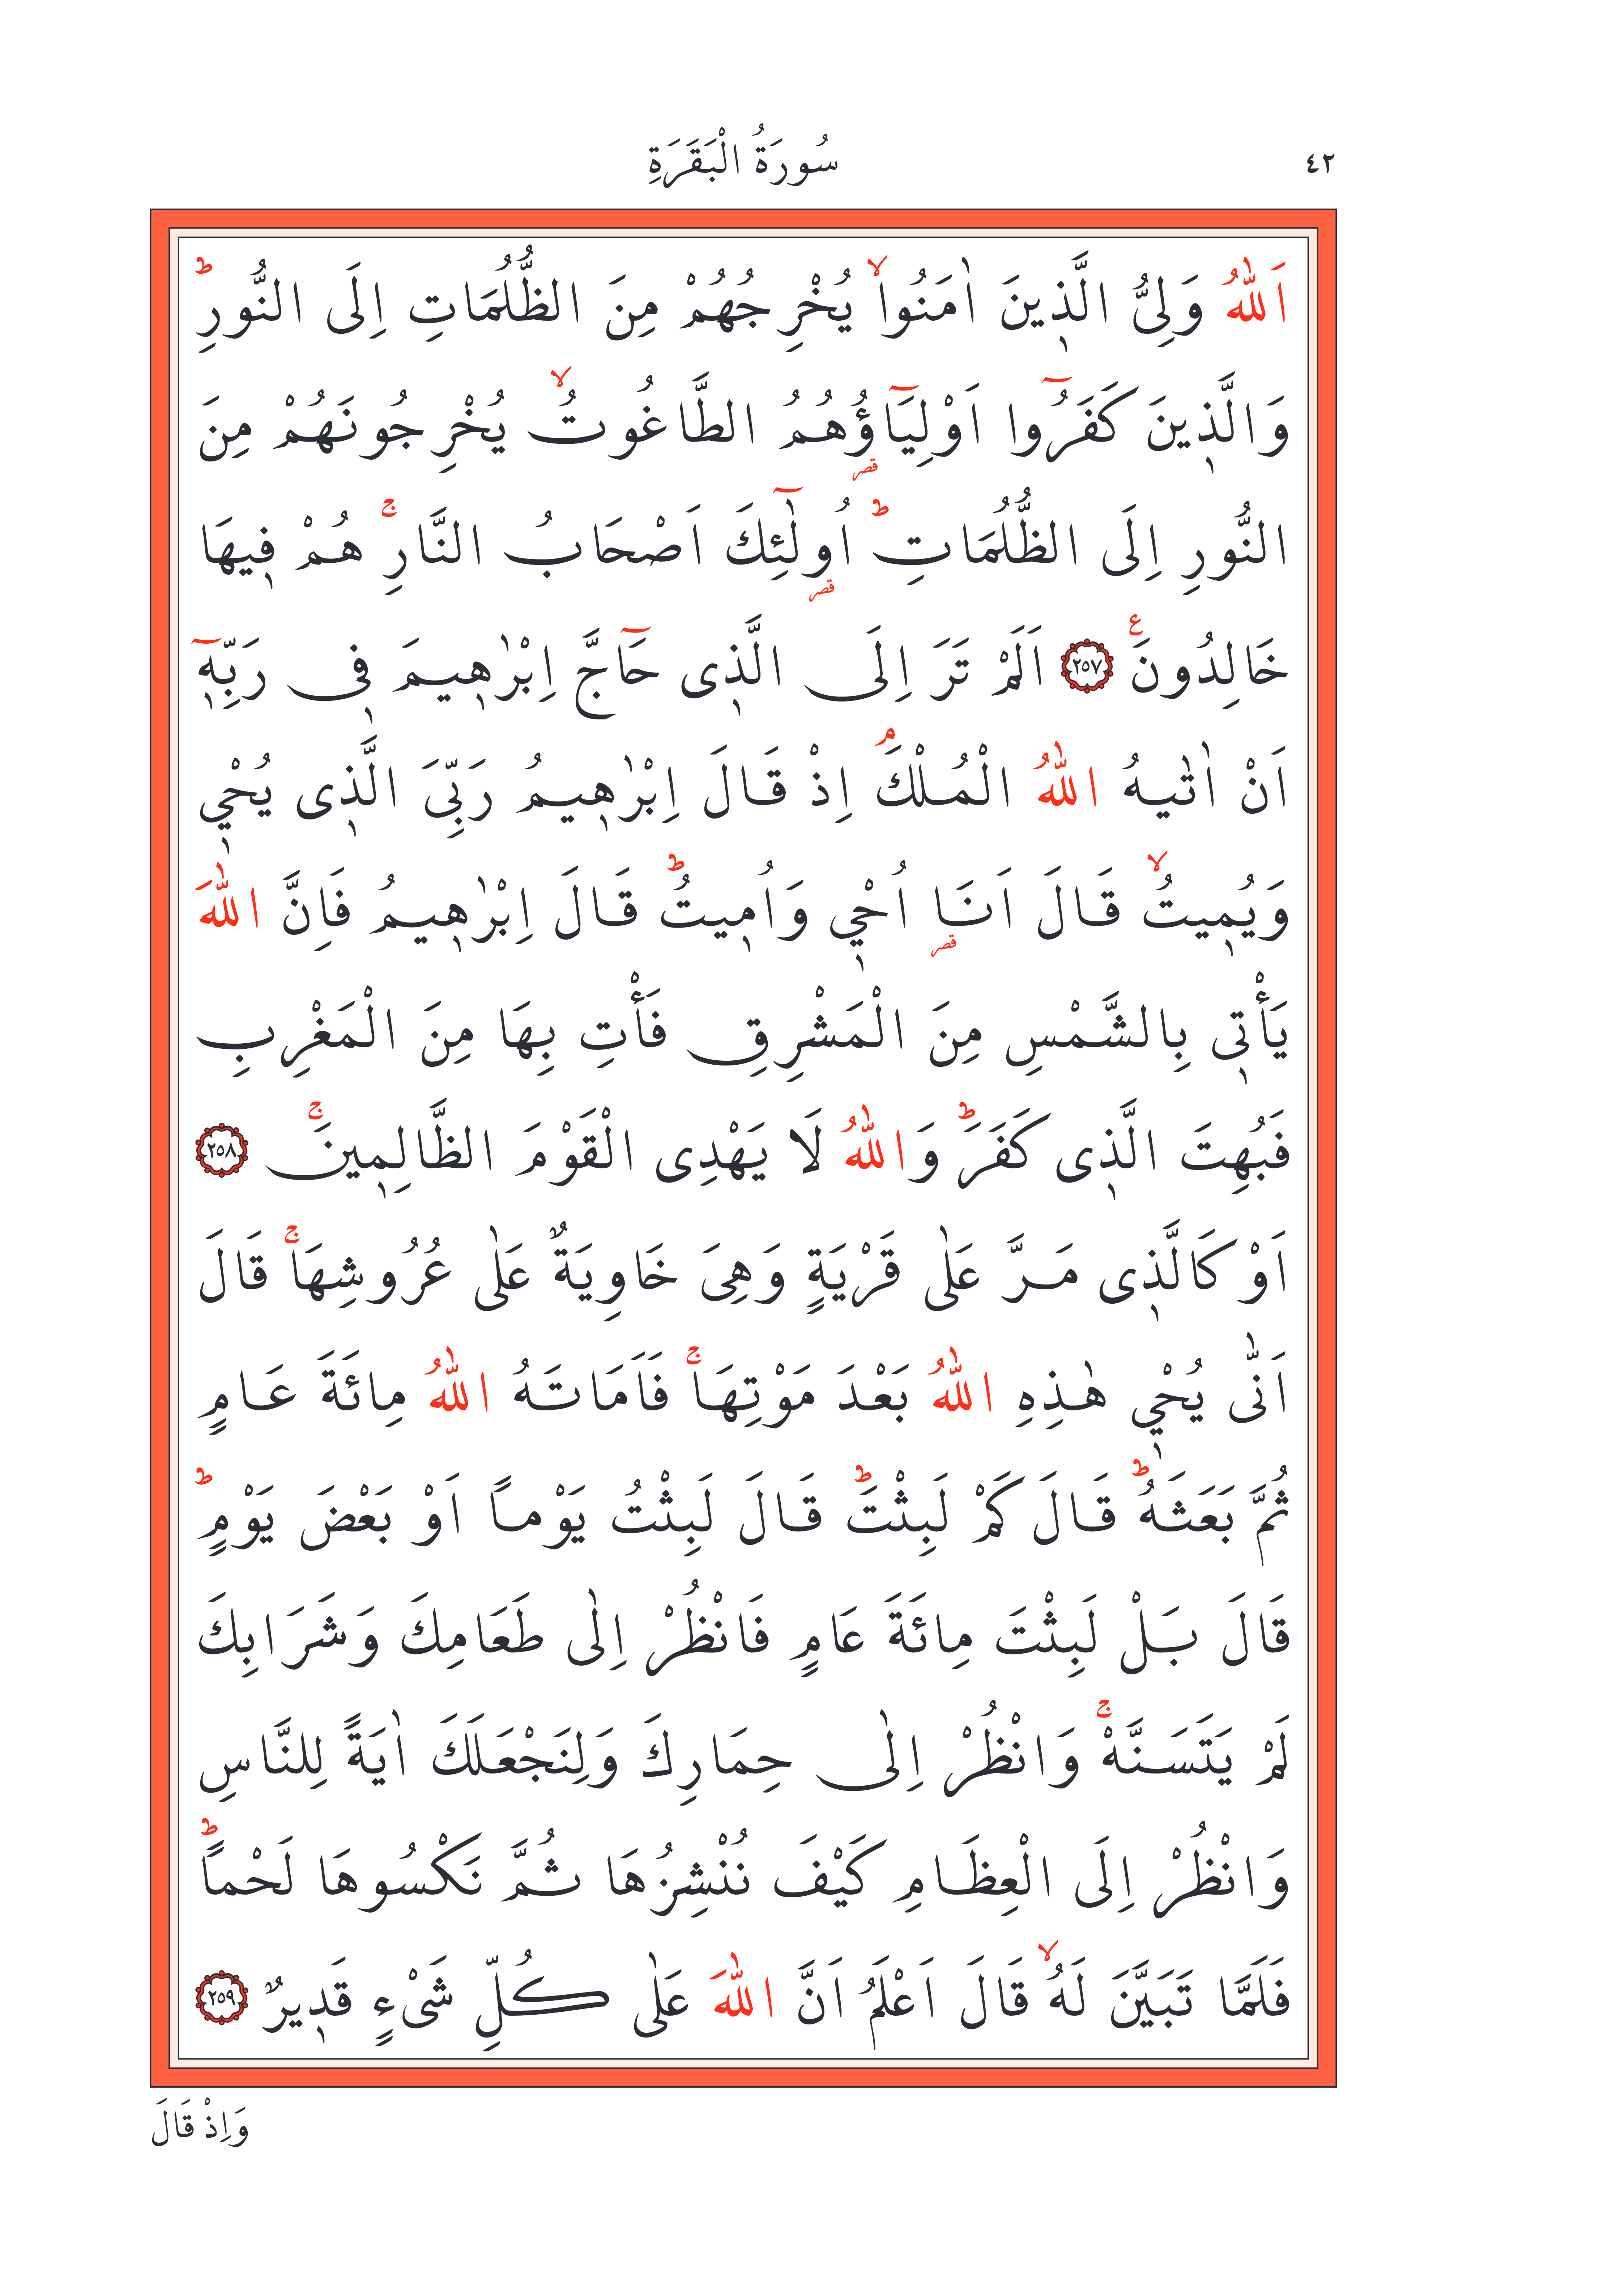 ٤٢
سُورَةُ الْبَقَرَةِ
اَللّٰهُ وَلِيُّ الَّذ۪ينَ اٰمَنُواۙ يُخْرِجُهُمْ مِنَ الظُّلُمَاتِ اِلَى النُّورِۜ
وَالَّذ۪ينَ كَفَرُٓوا اَوْلِيَٓاؤُ۬هُمُ الطَّاغُوتُۙ يُخْرِجُونَهُمْ مِنَ
النُّورِ اِلَى الظُّلُمَاتِۜ اُو۬لٰٓئِكَ اَصْحَابُ النَّارِۚ هُمْ ف۪يهَا
خَالِدُونَ۟ ﴿٢٥٧﴾ اَلَمْ تَرَ اِلَى الَّذ۪ى حَٓاجَّ اِبْرٰه۪يمَ ف۪ى رَبِّه۪ٓ
اَنْ اٰتٰيهُ اللّٰهُ الْمُلْكَۢ اِذْ قَالَ اِبْرٰه۪يمُ رَبِّىَ الَّذ۪ى يُحْي۪
وَيُم۪يتُۙ قَالَ اَنَا۬ اُحْي۪ وَاُم۪يتُۜ قَالَ اِبْرٰه۪يمُ فَاِنَّ اللّٰهَ
يَأْت۪ى بِالشَّمْسِ مِنَ الْمَشْرِقِ فَأْتِ بِهَا مِنَ الْمَغْرِبِ
فَبُهِتَ الَّذ۪ى كَفَرَۜ وَاللّٰهُ لَا يَهْدِى الْقَوْمَ الظَّالِم۪ينَۚ ﴿٢٥٨﴾
اَوْ كَالَّذ۪ى مَرَّ عَلٰى قَرْيَةٍ وَهِىَ خَاوِيَةٌ عَلٰى عُرُوشِهَاۚ قَالَ
اَنّٰى يُحْي۪ هٰذِهِ اللّٰهُ بَعْدَ مَوْتِهَاۚ فَاَمَاتَهُ اللّٰهُ مِائَةَ عَامٍ
ثُمَّ بَعَثَهُۜ قَالَ كَمْ لَبِثْتَۜ قَالَ لَبِثْتُ يَوْماً اَوْ بَعْضَ يَوْمٍۜ
قَالَ بَلْ لَبِثْتَ مِائَةَ عَامٍ فَانْظُرْ اِلٰى طَعَامِكَ وَشَرَابِكَ
لَمْ يَتَسَنَّهْۚ وَانْظُرْ اِلٰى حِمَارِكَ وَلِنَجْعَلَكَ اٰيَةً لِلنَّاسِ
وَانْظُرْ اِلَى الْعِظَامِ كَيْفَ نُنْشِزُهَا ثُمَّ نَكْسُوهَا لَحْماًۜ
فَلَمَّا تَبَيَّنَ لَهُۙ قَالَ اَعْلَمُ اَنَّ اللّٰهَ عَلٰى كُلِّ شَىْءٍ قَد۪يرٌ ﴿٢٥٩﴾
وَاِذْ قَالَ